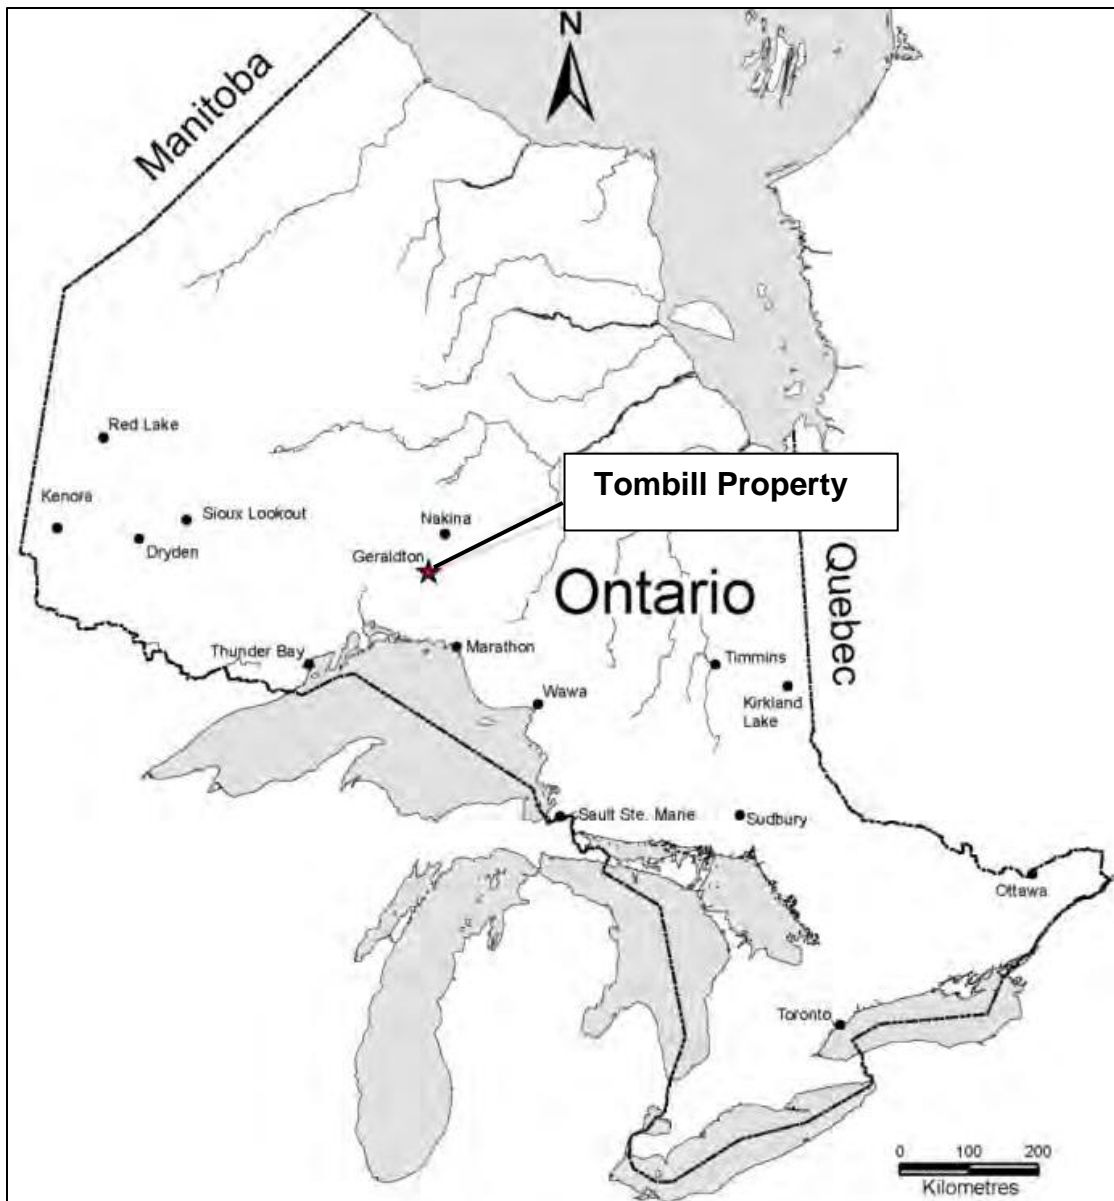 N
Manitoba
Red Lake
Kenora
Sioux Lookout
Dryden
Nakina
Geraldton
Tombill Property
Ontario
Quebec
Thunder Bay
Marathon
Wawa
Timmins
Kirkland
Lake
Sault Ste. Marie
Sudbury
Ottawa
Toronto
0 100 200
Kilometres